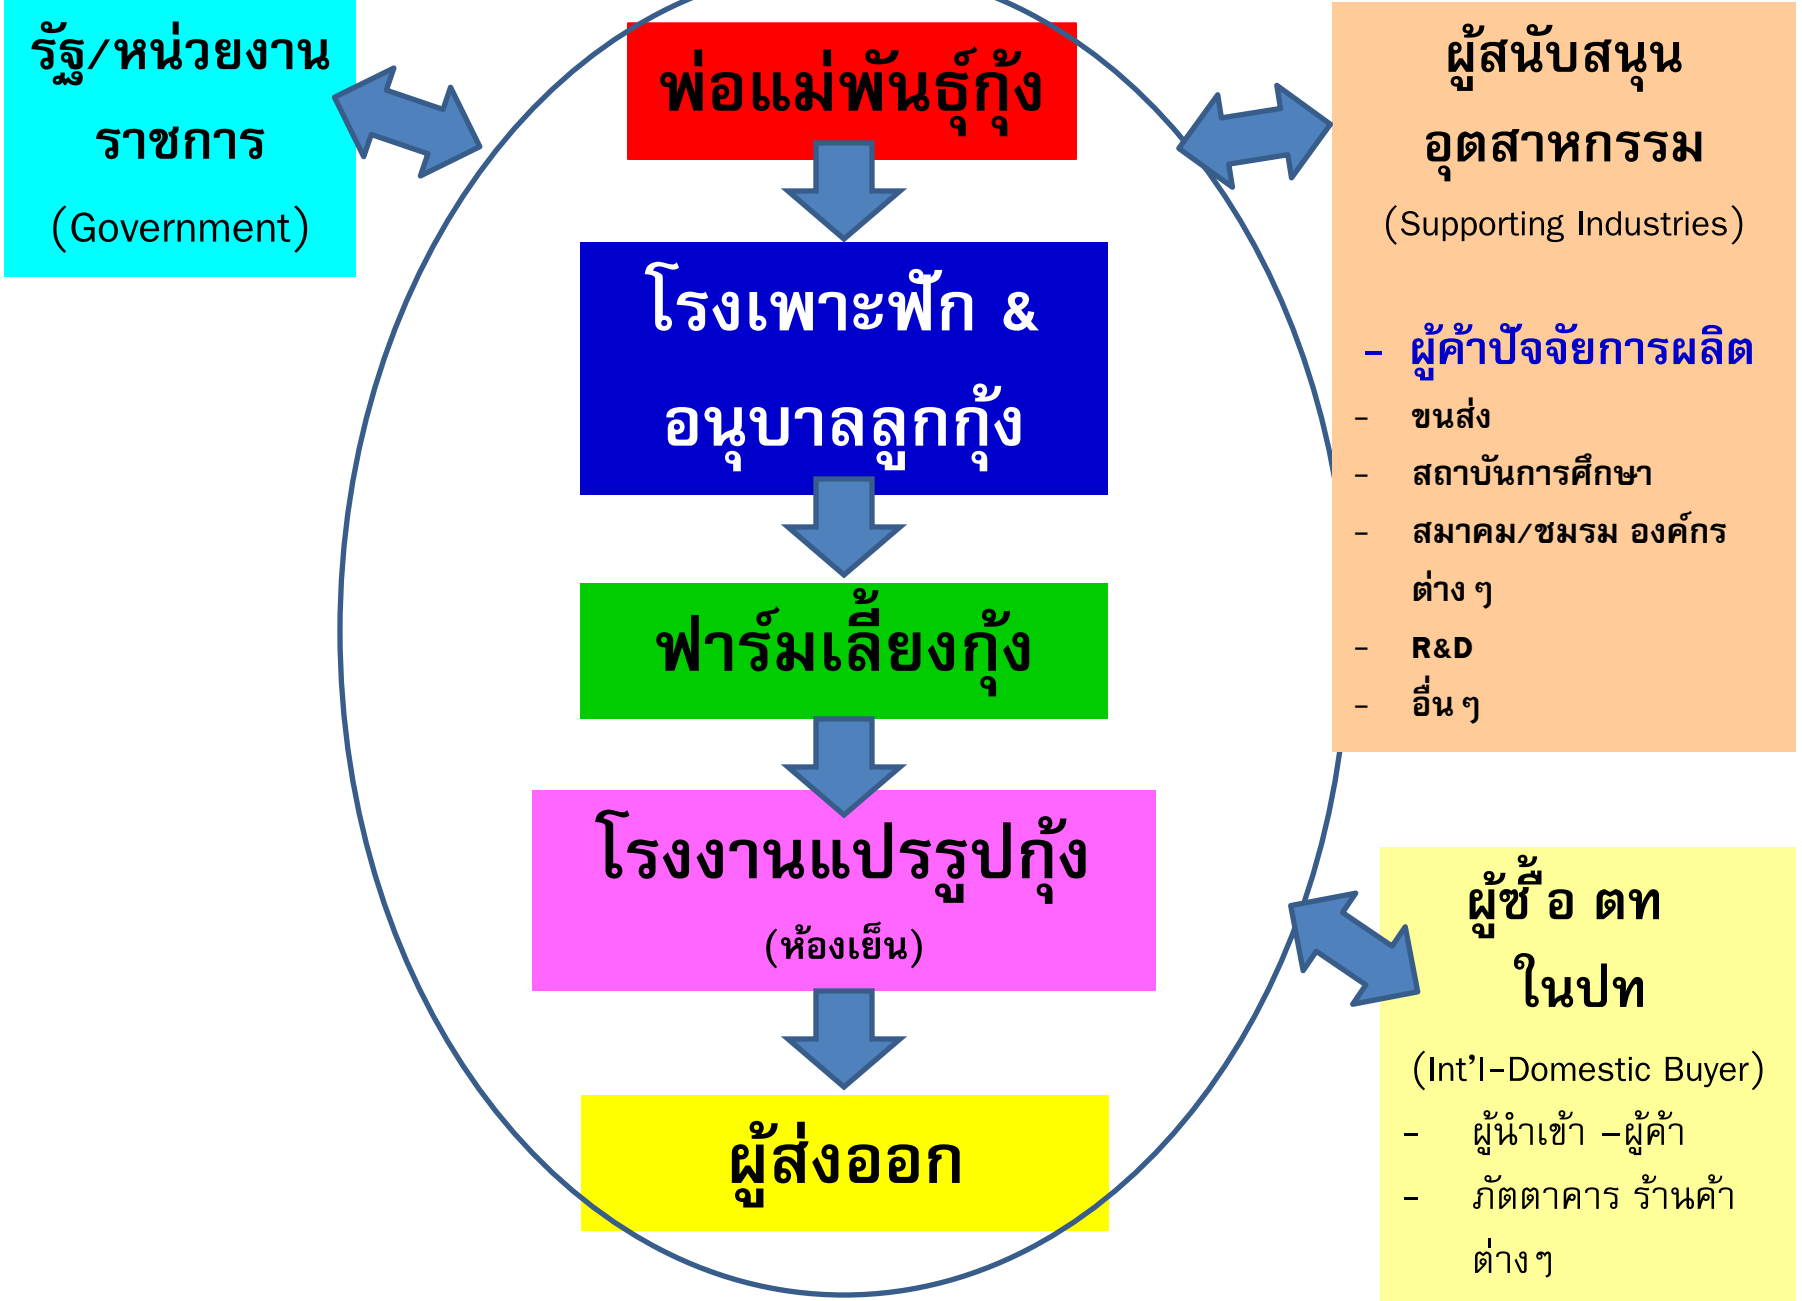 รัฐ/หน่วยงาน
ราชการ
(Government)
พ่อแม่พันธุ์กุ้ง
โรงเพาะฟัก &
อนุบาลลูกกุ้ง
ฟาร์มเลี้ยงกุ้ง
โรงงานแปรรูปกุ้ง
(ห้องเย็น)
ผู้ส่งออก
ผู้สนับสนุน
อุตสาหกรรม
(Supporting Industries)
- ผู้ค้าปัจจัยการผลิต
- ขนส่ง
- สถาบันการศึกษา
- สมาคม/ชมรม องค์กร
ต่าง ๆ
- R&D
- อื่น ๆ
ผู้ซื้อ ตท
ในปท
(Int'l-Domestic Buyer)
- ผู้นำเข้า –ผู้ค้า
- ภัตตาคาร ร้านค้า
ต่าง ๆ